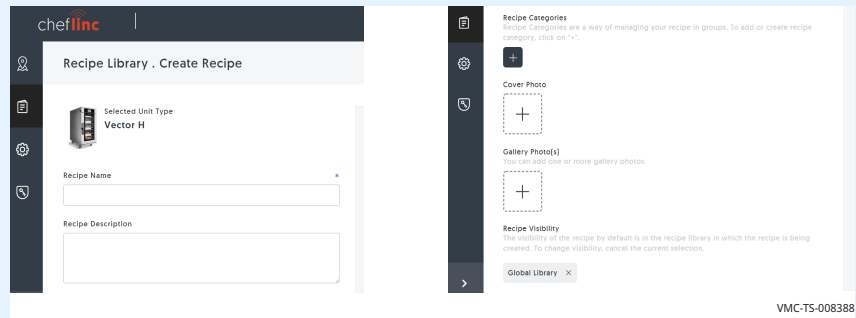 cheflinc
Recipe Library . Create Recipe
Selected Unit Type
Vector H
Recipe Name *
Recipe Description
Recipe Categories
Recipe Categories are a way of managing your recipe in groups. To add or create recipe
category, click on "+".
Cover Photo
Gallery Photo(s)
You can add one or more gallery photos.
Recipe Visibility
The visibility of the recipe by default is in the recipe library in which the recipe is being
created. To change visibility, cancel the current selection.
Global Library ×
VMC-TS-008388